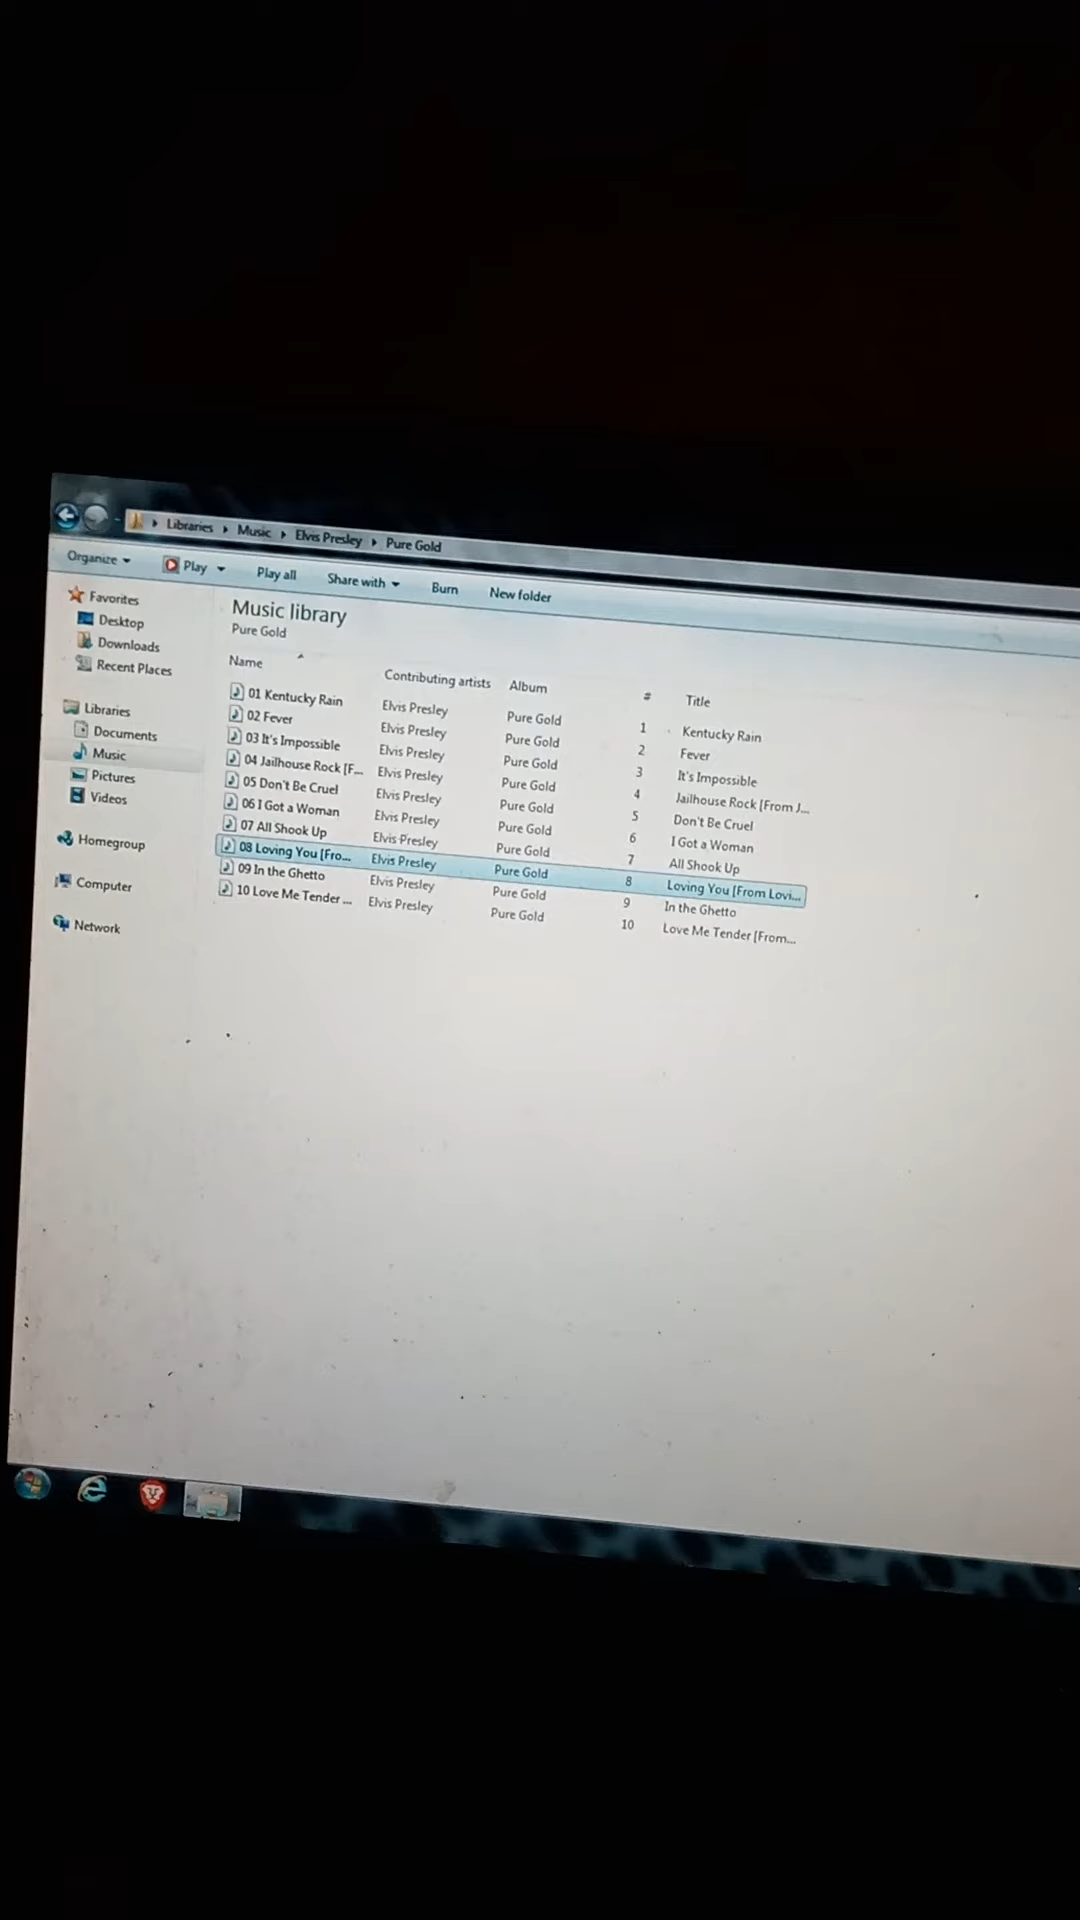 Libraries Music Elvis Presley Pure Gold
Organize Play Play all Share with Burn New folder
Favorites
Desktop
Downloads
Recent Places
Libraries
Documents
Music
Pictures
Videos
Homegroup
Computer
Network
Music library
Pure Gold
Name Contributing artists Album # Title
01 Kentucky Rain Elvis Presley Pure Gold 1 Kentucky Rain
02 Fever Elvis Presley Pure Gold 2 Fever
03 It's Impossible Elvis Presley Pure Gold 3 It's Impossible
04 Jailhouse Rock [F... Elvis Presley Pure Gold 4 Jailhouse Rock [From J...
05 Don't Be Cruel Elvis Presley Pure Gold 5 Don't Be Cruel
06 I Got a Woman Elvis Presley Pure Gold 6 I Got a Woman
07 All Shook Up Elvis Presley Pure Gold 7 All Shook Up
08 Loving You [Fro... Elvis Presley Pure Gold 8 Loving You [From Lovi...
09 In the Ghetto Elvis Presley Pure Gold 9 In the Ghetto
10 Love Me Tender ... Elvis Presley Pure Gold 10 Love Me Tender [From...